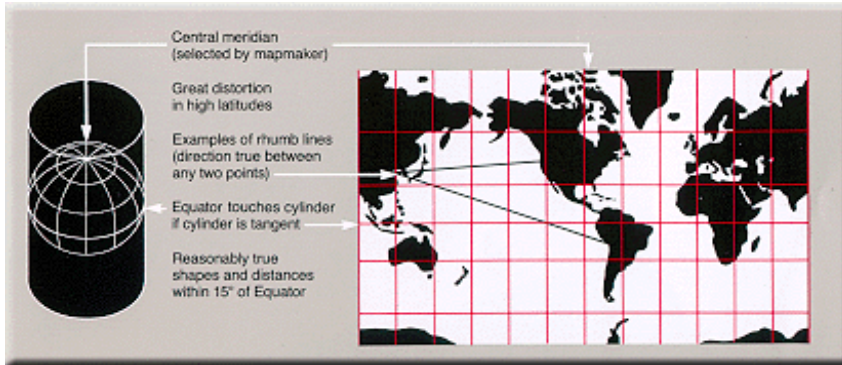 Central meridian
(selected by mapmaker)
Great distortion
in high latitudes
Examples of rhumb lines
(direction true between
any two points)
Equator touches cylinder
if cylinder is tangent
Reasonably true
shapes and distances
within 15° of Equator